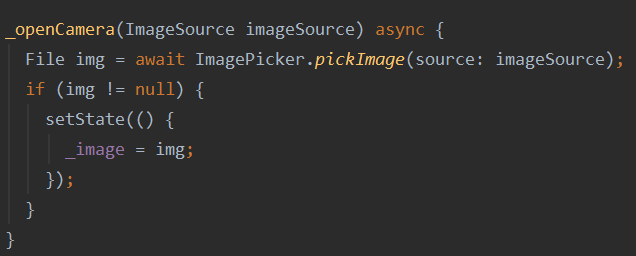 _openCamera(ImageSource imageSource) async {
File img = await ImagePicker.pickImage(source: imageSource);
if (img != null) {
setState(() {
_image = img;
});
}
}